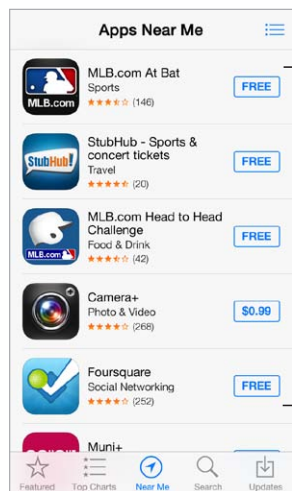 Apps Near Me
MLB.com At Bat
Sports
(146)
FREE
MLB.com
StubHub - Sports &
concert tickets
Travel
(20)
FREE
StubHub!
MLB.com Head to Head
Challenge
Food & Drink
(42)
FREE
MLB.com
Camera+
Photo & Video
(268)
$0.99
Foursquare
Social Networking
(252)
FREE
Muni+
Featured
Top Charts
Near Me
Search
Updates